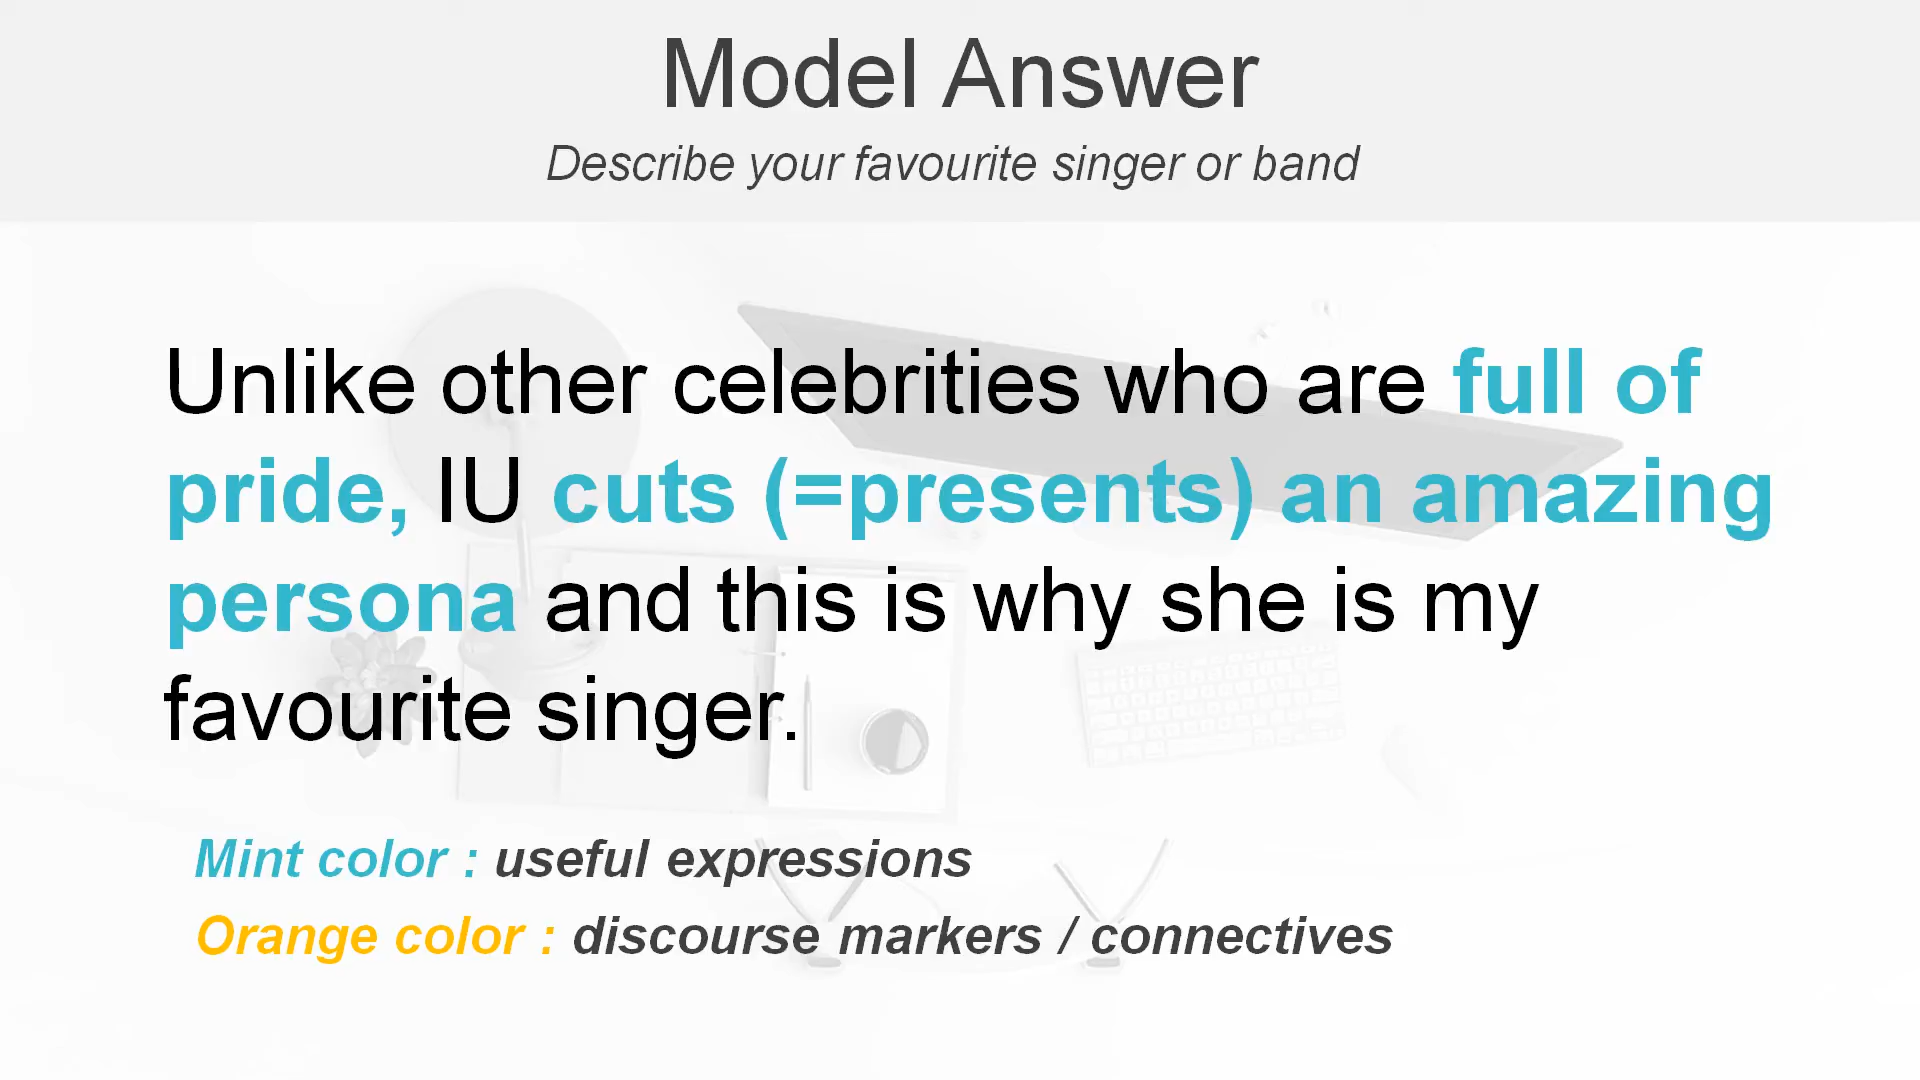 Model Answer
Describe your favourite singer or band
Unlike other celebrities who are full of
pride, IU cuts (=presents) an amazing
persona and this is why she is my
favourite singer.
Mint color : useful expressions
Orange color : discourse markers / connectives